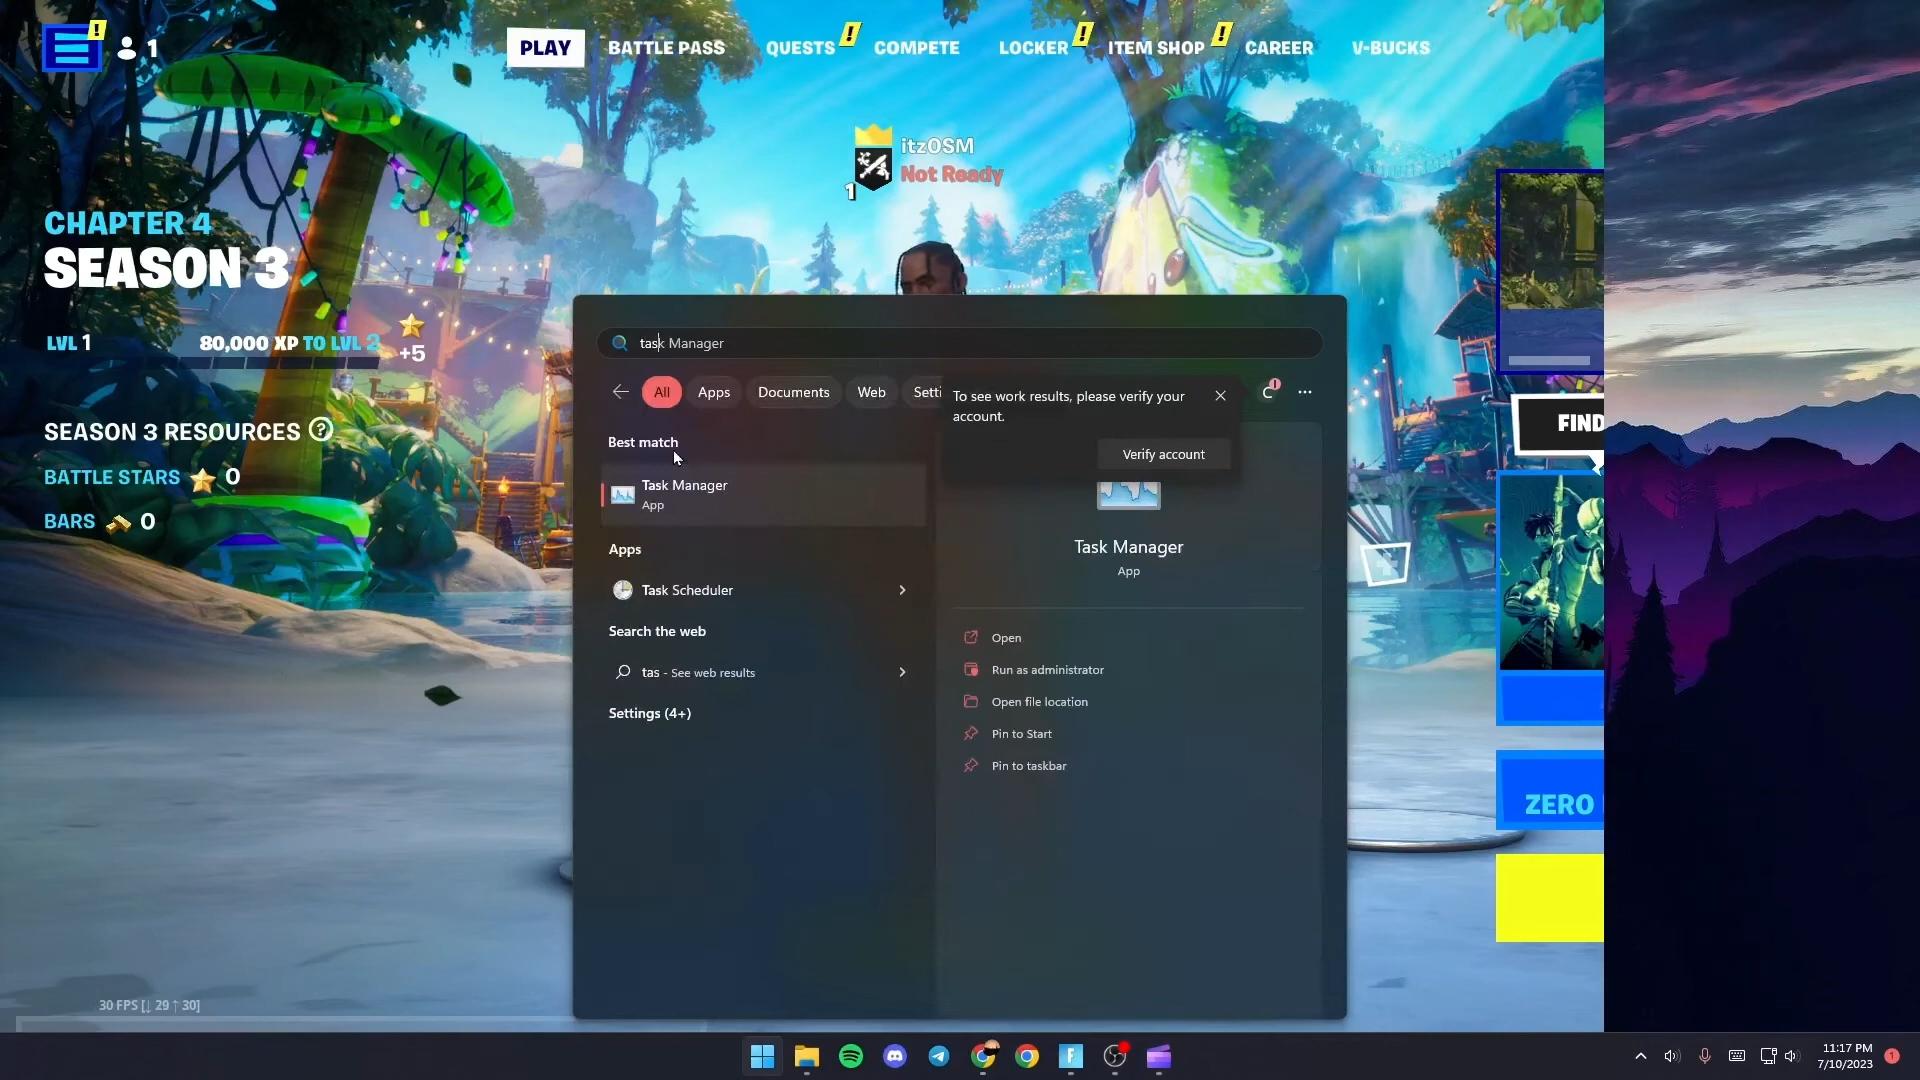 !
1
PLAY
BATTLE PASS
QUESTS
!
COMPETE
LOCKER
!
ITEM SHOP
!
CAREER
V-BUCKS
itzOSM
Not Ready
1
CHAPTER 4
SEASON 3
LVL 1
80,000 XP TO LVL 2
+5
SEASON 3 RESOURCES ?
BATTLE STARS 0
BARS 0
30 FPS [↓ 29 ↑ 30]
task Manager
All
Apps
Documents
Web
Setti
To see work results, please verify your
account.
Verify account
Best match
Task Manager
App
Apps
Task Scheduler
Search the web
tas - See web results
Settings (4+)
Task Manager
App
Open
Run as administrator
Open file location
Pin to Start
Pin to taskbar
FIND
ZERO
11:17 PM
7/10/2023
1